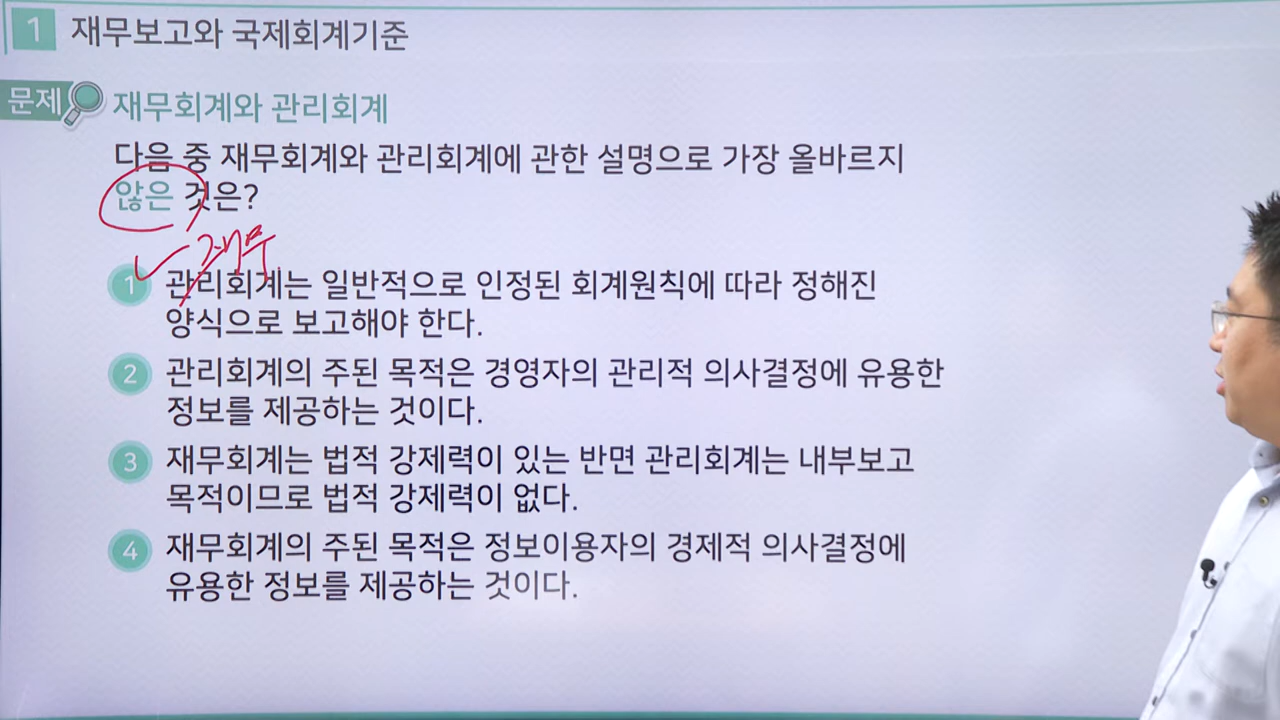 1 재무보고와 국제회계기준
문제 재무회계와 관리회계
다음 중 재무회계와 관리회계에 관한 설명으로 가장 올바르지
않은 것은?
재무
1 관리회계는 일반적으로 인정된 회계원칙에 따라 정해진
양식으로 보고해야 한다.
2 관리회계의 주된 목적은 경영자의 관리적 의사결정에 유용한
정보를 제공하는 것이다.
3 재무회계는 법적 강제력이 있는 반면 관리회계는 내부보고
목적이므로 법적 강제력이 없다.
4 재무회계의 주된 목적은 정보이용자의 경제적 의사결정에
유용한 정보를 제공하는 것이다.